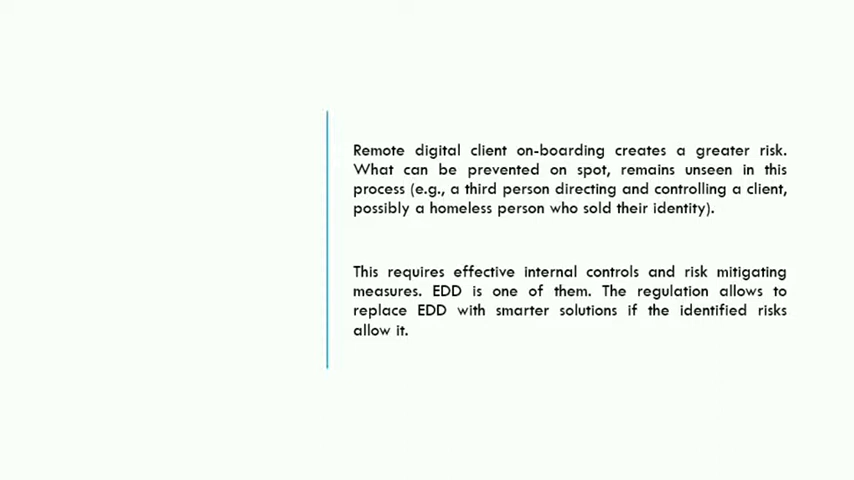 Remote digital client on-boarding creates a greater risk.
What can be prevented on spot, remains unseen in this
process (e.g., a third person directing and controlling a client,
possibly a homeless person who sold their identity).
This requires effective internal controls and risk mitigating
measures. EDD is one of them. The regulation allows to
replace EDD with smarter solutions if the identified risks
allow it.